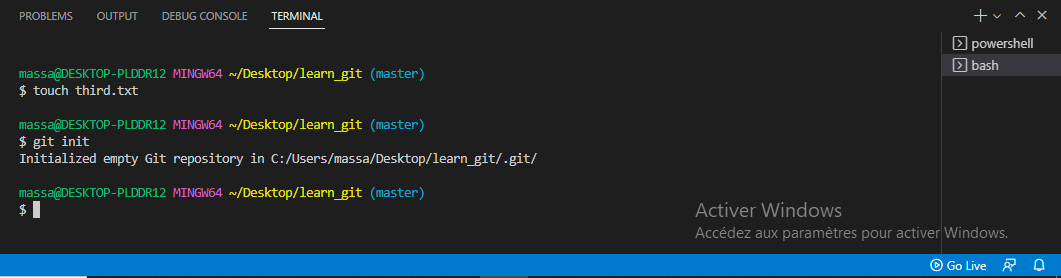 PROBLEMS OUTPUT DEBUG CONSOLE TERMINAL
massa@DESKTOP-PLDDR12 MINGW64 ~/Desktop/learn_git (master)
$ touch third.txt
massa@DESKTOP-PLDDR12 MINGW64 ~/Desktop/learn_git (master)
$ git init
Initialized empty Git repository in C:/Users/massa/Desktop/learn_git/.git/
massa@DESKTOP-PLDDR12 MINGW64 ~/Desktop/learn_git (master)
$
powershell
bash
Activer Windows
Accédez aux paramètres pour activer Windows.
Go Live